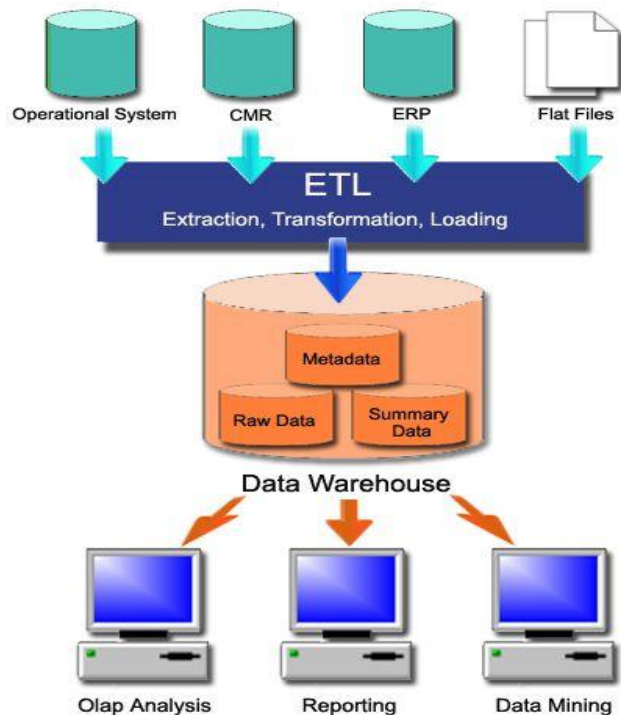 Operational System
CMR
ERP
Flat Files
ETL
Extraction, Transformation, Loading
Metadata
Raw Data
Summary
Data
Data Warehouse
Olap Analysis
Reporting
Data Mining